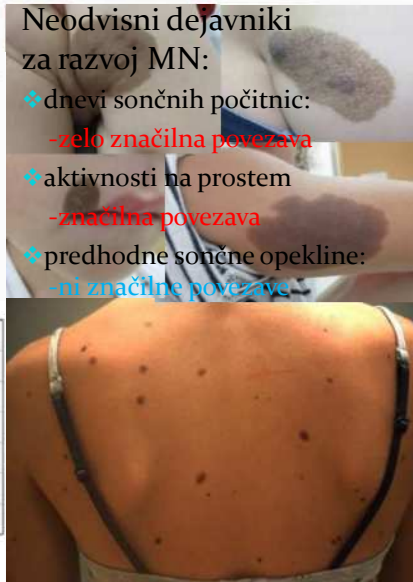 Neodvisni dejavniki
za razvoj MN:
dnevi sončnih počitnic:
-zelo značilna povezava
aktivnosti na prostem
-značilna povezava
predhodne sončne opekline:
-ni značilne povezave